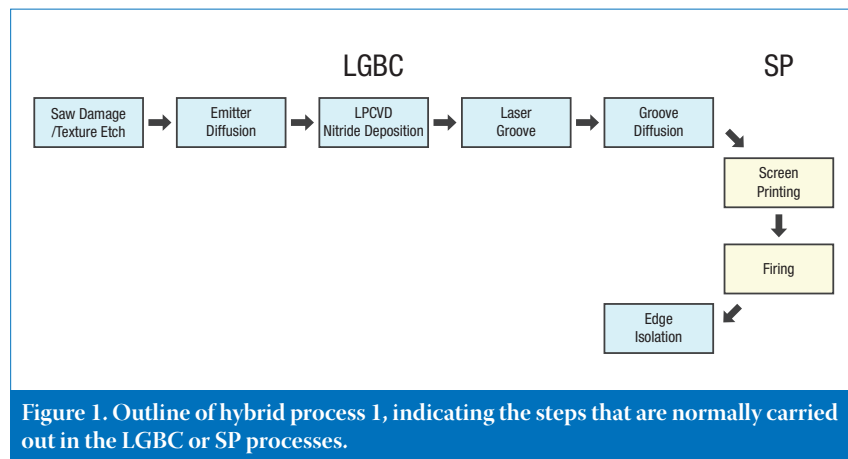 LGBC
SP
Saw Damage
/Texture Etch
Emitter
Diffusion
LPCVD
Nitride Deposition
Laser
Groove
Groove
Diffusion
Screen
Printing
Firing
Edge
Isolation
Figure 1. Outline of hybrid process 1, indicating the steps that are normally carried
out in the LGBC or SP processes.